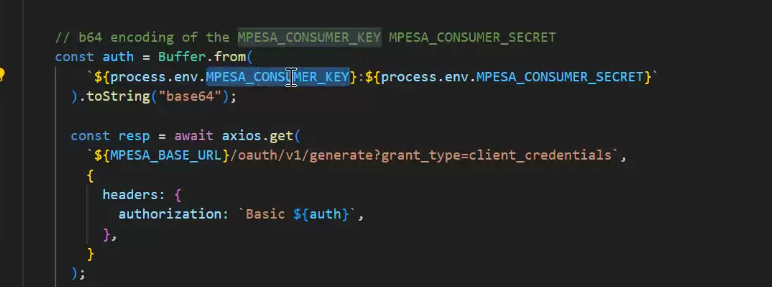 // b64 encoding of the MPESA_CONSUMER_KEY MPESA_CONSUMER_SECRET
const auth = Buffer.from(
`${process.env.MPESA_CONSUMER_KEY}:${process.env.MPESA_CONSUMER_SECRET}`
).toString("base64");
const resp = await axios.get(
`${MPESA_BASE_URL}/oauth/v1/generate?grant_type=client_credentials`,
{
headers: {
authorization: `Basic ${auth}`,
},
}
);